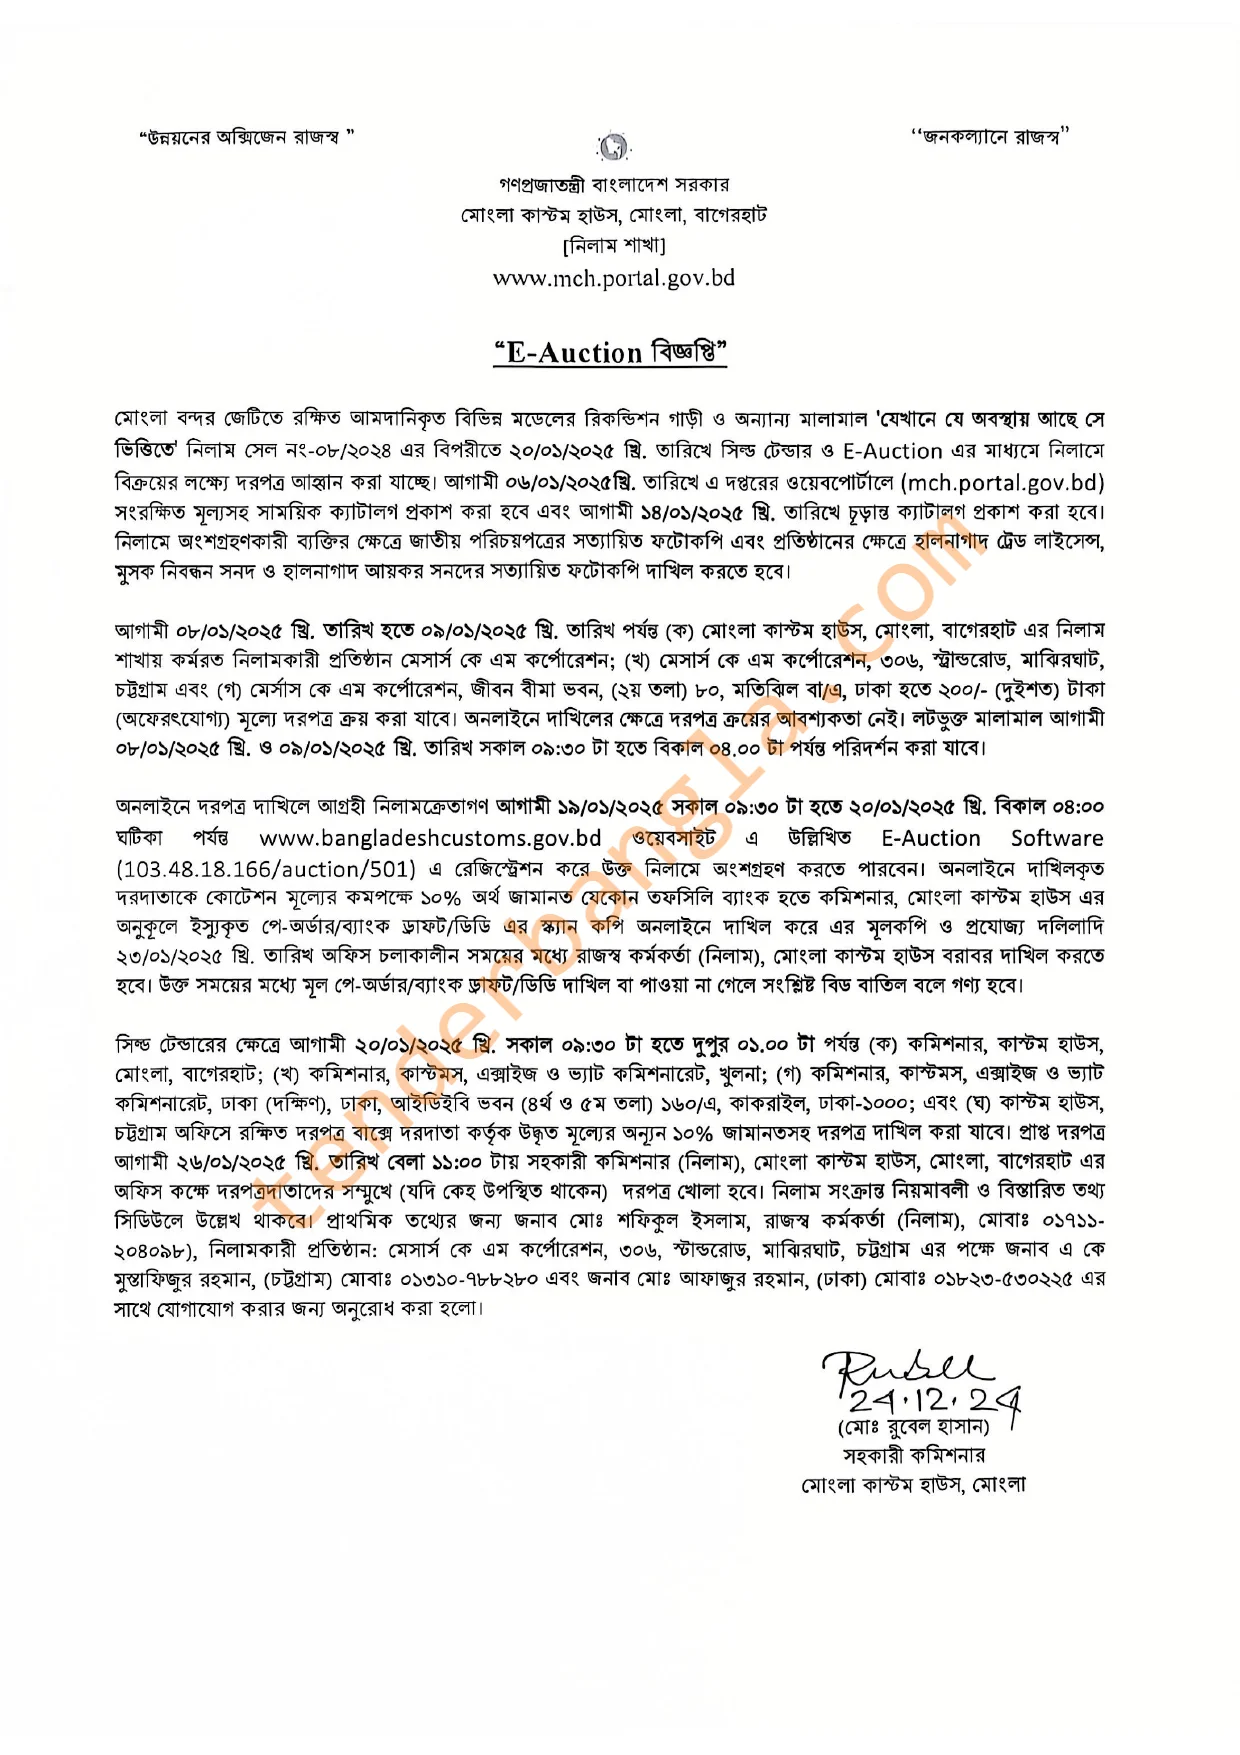 “উন্নয়নের অক্সিজেন রাজস্ব ”
‘‘জনকল্যানে রাজস্ব”
গণপ্রজাতন্ত্রী বাংলাদেশ সরকার
মোংলা কাস্টম হাউস, মোংলা, বাগেরহাট
[নিলাম শাখা]
www.mch.portal.gov.bd
“E-Auction বিজ্ঞপ্তি”
মোংলা বন্দর জেটিতে রক্ষিত আমদানিকৃত বিভিন্ন মডেলের রিকন্ডিশন গাড়ী ও অন্যান্য মালামাল 'যেখানে যে অবস্থায় আছে সে
ভিত্তিতে' নিলাম সেল নং-০৮/২০২৪ এর বিপরীতে ২০/০১/২০২৫ খ্রি. তারিখে সিল্ড টেন্ডার ও E-Auction এর মাধ্যমে নিলামে
বিক্রয়ের লক্ষ্যে দরপত্র আহ্বান করা যাচ্ছে। আগামী ০৬/০১/২০২৫খ্রি. তারিখে এ দপ্তরের ওয়েবপোর্টালে (mch.portal.gov.bd)
সংরক্ষিত মূল্যসহ সাময়িক ক্যাটালগ প্রকাশ করা হবে এবং আগামী ১৪/০১/২০২৫ খ্রি. তারিখে চূড়ান্ত ক্যাটালগ প্রকাশ করা হবে।
নিলামে অংশগ্রহণকারী ব্যক্তির ক্ষেত্রে জাতীয় পরিচয়পত্রের সত্যায়িত ফটোকপি এবং প্রতিষ্ঠানের ক্ষেত্রে হালনাগাদ ট্রেড লাইসেন্স,
মুসক নিবন্ধন সনদ ও হালনাগাদ আয়কর সনদের সত্যায়িত ফটোকপি দাখিল করতে হবে।
আগামী ০৮/০১/২০২৫ খ্রি. তারিখ হতে ০৯/০১/২০২৫ খ্রি. তারিখ পর্যন্ত (ক) মোংলা কাস্টম হাউস, মোংলা, বাগেরহাট এর নিলাম
শাখায় কর্মরত নিলামকারী প্রতিষ্ঠান মেসার্স কে এম কর্পোরেশন; (খ) মেসার্স কে এম কর্পোরেশন, ৩০৬, স্ট্রান্ডরোড, মাঝিরঘাট,
চট্টগ্রাম এবং (গ) মের্সাস কে এম কর্পোরেশন, জীবন বীমা ভবন, (২য় তলা) ৮০, মতিঝিল বা/এ, ঢাকা হতে ২০০/- (দুইশত) টাকা
(অফেরৎযোগ্য) মূল্যে দরপত্র ক্রয় করা যাবে। অনলাইনে দাখিলের ক্ষেত্রে দরপত্র ক্রয়ের আবশ্যকতা নেই। লটভুক্ত মালামাল আগামী
০৮/০১/২০২৫ খ্রি. ও ০৯/০১/২০২৫ খ্রি. তারিখ সকাল ০৯:৩০ টা হতে বিকাল ০৪.০০ টা পর্যন্ত পরিদর্শন করা যাবে।
অনলাইনে দরপত্র দাখিলে আগ্রহী নিলামক্রেতাগণ আগামী ১৯/০১/২০২৫ সকাল ০৯:৩০ টা হতে ২০/০১/২০২৫ খ্রি. বিকাল ০৪:০০
ঘটিকা পর্যন্ত www.bangladeshcustoms.gov.bd ওয়েবসাইট এ উল্লিখিত E-Auction Software
(103.48.18.166/auction/501) এ রেজিস্ট্রেশন করে উক্ত নিলামে অংশগ্রহণ করতে পারবেন। অনলাইনে দাখিলকৃত
দরদাতাকে কোটেশন মূল্যের কমপক্ষে ১০% অর্থ জামানত যেকোন তফসিলি ব্যাংক হতে কমিশনার, মোংলা কাস্টম হাউস এর
অনুকূলে ইস্যুকৃত পে-অর্ডার/ব্যাংক ড্রাফট/ডিডি এর স্ক্যান কপি অনলাইনে দাখিল করে এর মূলকপি ও প্রযোজ্য দলিলাদি
২৩/০১/২০২৫ খ্রি. তারিখ অফিস চলাকালীন সময়ের মধ্যে রাজস্ব কর্মকর্তা (নিলাম), মোংলা কাস্টম হাউস বরাবর দাখিল করতে
হবে। উক্ত সময়ের মধ্যে মূল পে-অর্ডার/ব্যাংক ড্রাফট/ডিডি দাখিল বা পাওয়া না গেলে সংশ্লিষ্ট বিড বাতিল বলে গণ্য হবে।
সিল্ড টেন্ডারের ক্ষেত্রে আগামী ২০/০১/২০২৫ খ্রি. সকাল ০৯:৩০ টা হতে দুপুর ০১.০০ টা পর্যন্ত (ক) কমিশনার, কাস্টম হাউস,
মোংলা, বাগেরহাট; (খ) কমিশনার, কাস্টমস, এক্সাইজ ও ভ্যাট কমিশনারেট, খুলনা; (গ) কমিশনার, কাস্টমস, এক্সাইজ ও ভ্যাট
কমিশনারেট, ঢাকা (দক্ষিণ), ঢাকা, আইডিইবি ভবন (৪র্থ ও ৫ম তলা) ১৬০/এ, কাকরাইল, ঢাকা-১০০০; এবং (ঘ) কাস্টম হাউস,
চট্টগ্রাম অফিসে রক্ষিত দরপত্র বাক্সে দরদাতা কর্তৃক উদ্ধৃত মূল্যের অন্যূন ১০% জামানতসহ দরপত্র দাখিল করা যাবে। প্রাপ্ত দরপত্র
আগামী ২৬/০১/২০২৫ খ্রি. তারিখ বেলা ১১:০০ টায় সহকারী কমিশনার (নিলাম), মোংলা কাস্টম হাউস, মোংলা, বাগেরহাট এর
অফিস কক্ষে দরপত্রদাতাদের সম্মুখে (যদি কেহ উপস্থিত থাকেন) দরপত্র খোলা হবে। নিলাম সংক্রান্ত নিয়মাবলী ও বিস্তারিত তথ্য
সিডিউলে উল্লেখ থাকবে। প্রাথমিক তথ্যের জন্য জনাব মোঃ শফিকুল ইসলাম, রাজস্ব কর্মকর্তা (নিলাম), মোবাঃ ০১৭১১-
২০৪০৯৮), নিলামকারী প্রতিষ্ঠান: মেসার্স কে এম কর্পোরেশন, ৩০৬, স্টান্ডরোড, মাঝিরঘাট, চট্টগ্রাম এর পক্ষে জনাব এ কে
মুস্তাফিজুর রহমান, (চট্টগ্রাম) মোবাঃ ০১৩১০-৭৮৮২৮০ এবং জনাব মোঃ আফাজুর রহমান, (ঢাকা) মোবাঃ ০১৮২৩-৫৩০২২৫ এর
সাথে যোগাযোগ করার জন্য অনুরোধ করা হলো।
Rubell
24.12.24
(মোঃ রুবেল হাসান)
সহকারী কমিশনার
মোংলা কাস্টম হাউস, মোংলা
tenderbangla.com